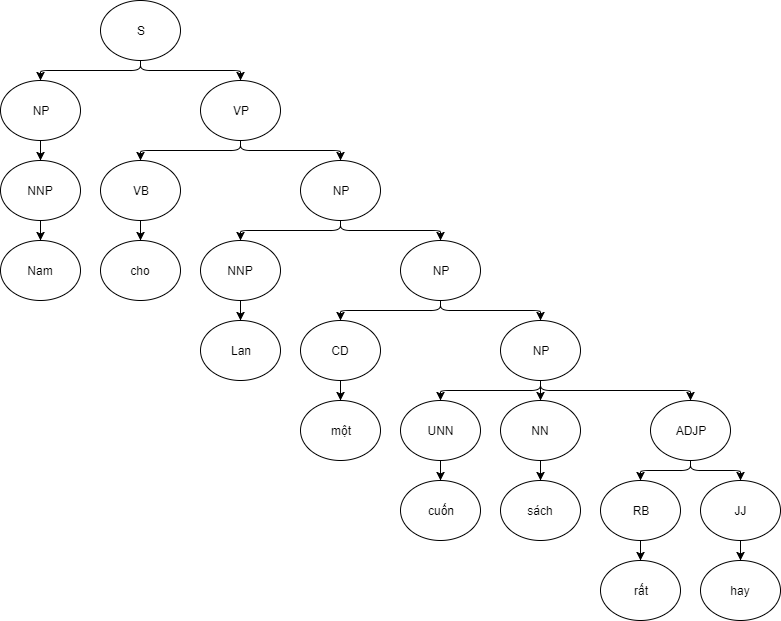 S
NP VP
NNP VB NP
Nam cho NNP NP
Lan CD NP
một UNN NN ADJP
cuốn sách RB JJ
rất hay